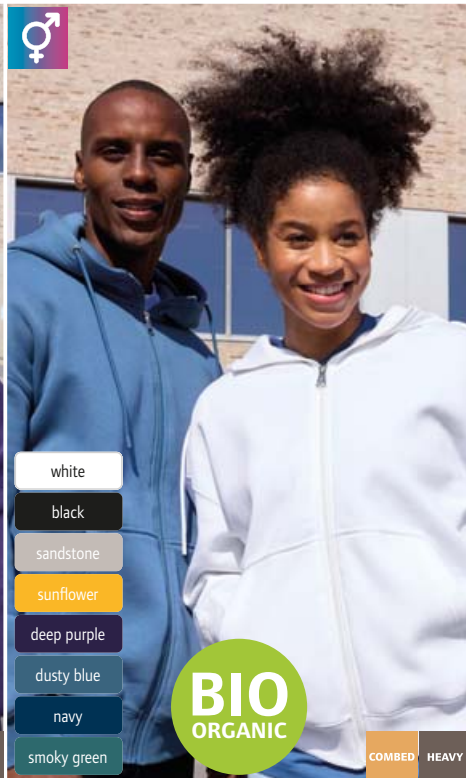 white
black
sandstone
sunflower
deep purple
dusty blue
navy
smoky green
BIO
ORGANIC
COMBED HEAVY